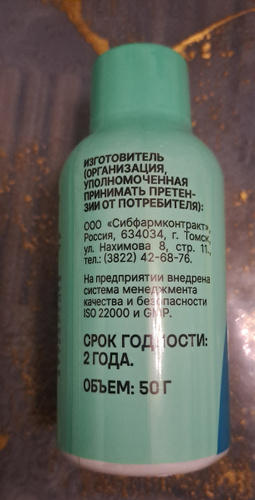 ИЗГОТОВИТЕЛЬ
(ОРГАНИЗАЦИЯ,
УПОЛНОМОЧЕННАЯ
ПРИНИМАТЬ ПРЕТЕН-
ЗИИ ОТ ПОТРЕБИТЕЛЯ):
ООО «Сибфармконтракт»,
Россия, 634034, г. Томск,
ул. Нахимова 8, стр. 11,
тел.: (3822) 42-68-76.
На предприятии внедрена
система менеджмента
качества и безопасности
ISO 22000 и GMP.
СРОК ГОДНОСТИ:
2 ГОДА.
ОБЪЕМ: 50 Г